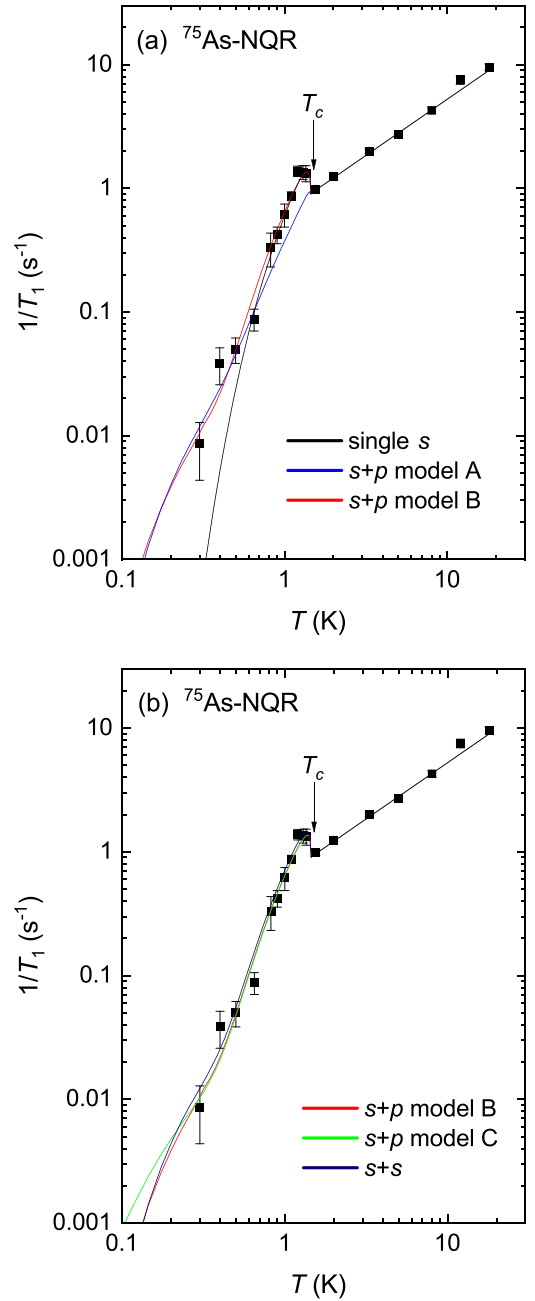 (a) ⁷⁵As-NQR
10
T_c
1
1/T₁ (s⁻¹)
0.1
0.01
single s
s+p model A
s+p model B
0.001
0.1 1 10
T (K)
(b) ⁷⁵As-NQR
10
T_c
1
1/T₁ (s⁻¹)
0.1
0.01
s+p model B
s+p model C
s+s
0.001
0.1 1 10
T (K)